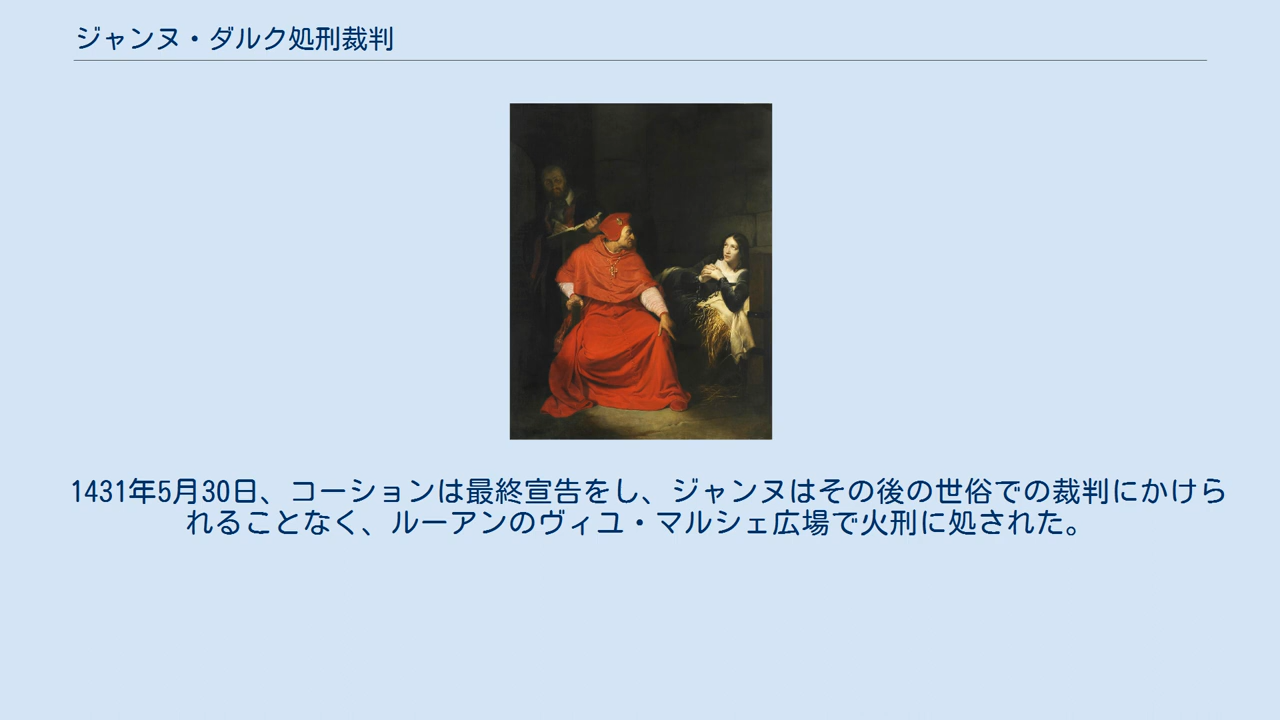 ジャンヌ・ダルク処刑裁判
1431年5月30日、コーションは最終宣告をし、ジャンヌはその後の世俗での裁判にかけら
れることなく、ルーアンのヴィユ・マルシェ広場で火刑に処された。